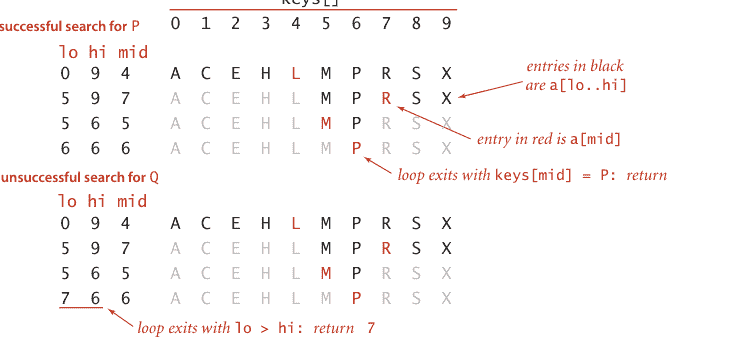 keys[]
successful search for P 0 1 2 3 4 5 6 7 8 9
lo hi mid
0 9 4 A C E H L M P R S X
5 9 7 A C E H L M P R S X
5 6 5 A C E H L M P R S X
6 6 6 A C E H L M P R S X
entries in black
are a[lo..hi]
entry in red is a[mid]
loop exits with keys[mid] = P: return
unsuccessful search for Q
lo hi mid
0 9 4 A C E H L M P R S X
5 9 7 A C E H L M P R S X
5 6 5 A C E H L M P R S X
7 6 6 A C E H L M P R S X
loop exits with lo > hi: return 7